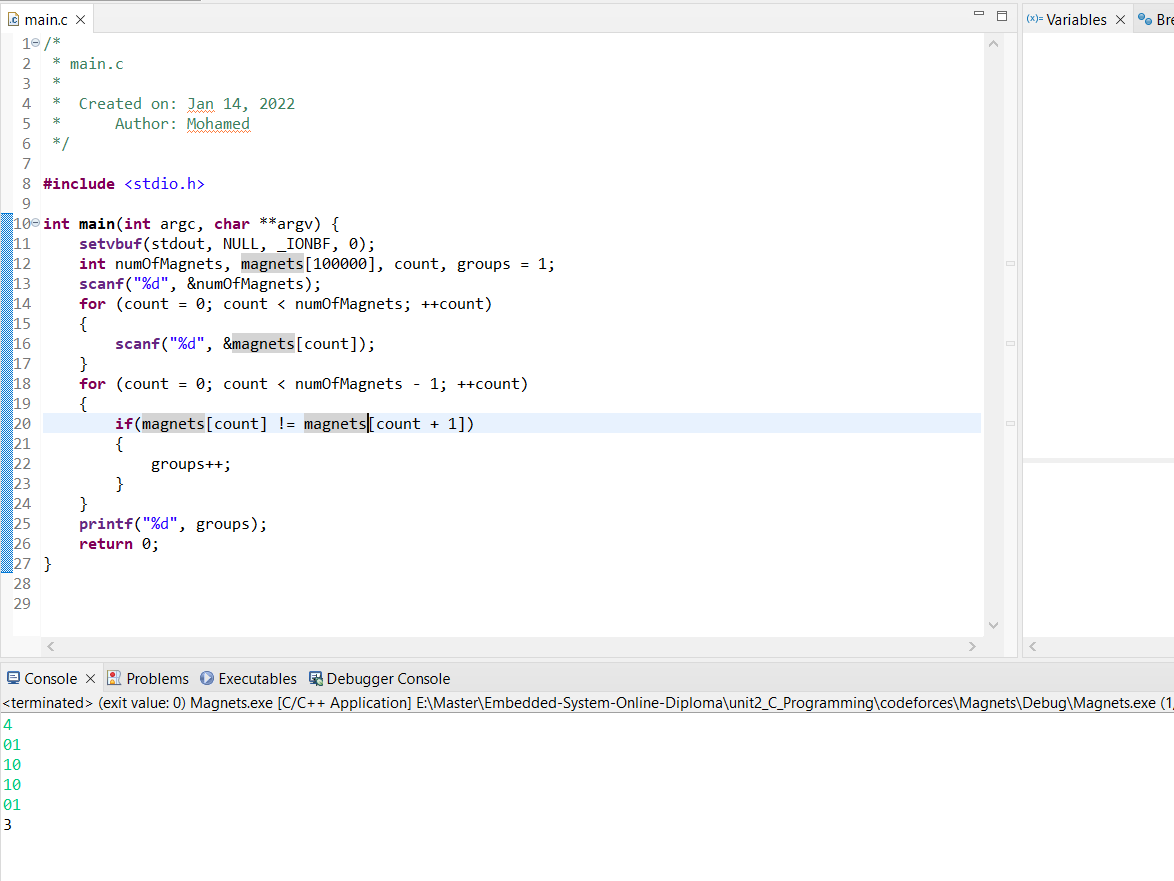 main.c
Variables
Bre
1 /*
2 * main.c
3 *
4 * Created on: Jan 14, 2022
5 * Author: Mohamed
6 */
7
8 #include <stdio.h>
9
10 int main(int argc, char **argv) {
11 setvbuf(stdout, NULL, _IONBF, 0);
12 int numOfMagnets, magnets[100000], count, groups = 1;
13 scanf("%d", &numOfMagnets);
14 for (count = 0; count < numOfMagnets; ++count)
15 {
16 scanf("%d", &magnets[count]);
17 }
18 for (count = 0; count < numOfMagnets - 1; ++count)
19 {
20 if(magnets[count] != magnets[count + 1])
21 {
22 groups++;
23 }
24 }
25 printf("%d", groups);
26 return 0;
27 }
28
29
Console Problems Executables Debugger Console
<terminated> (exit value: 0) Magnets.exe [C/C++ Application] E:\Master\Embedded-System-Online-Diploma\unit2_C_Programming\codeforces\Magnets\Debug\Magnets.exe (1,
4
01
10
10
01
3